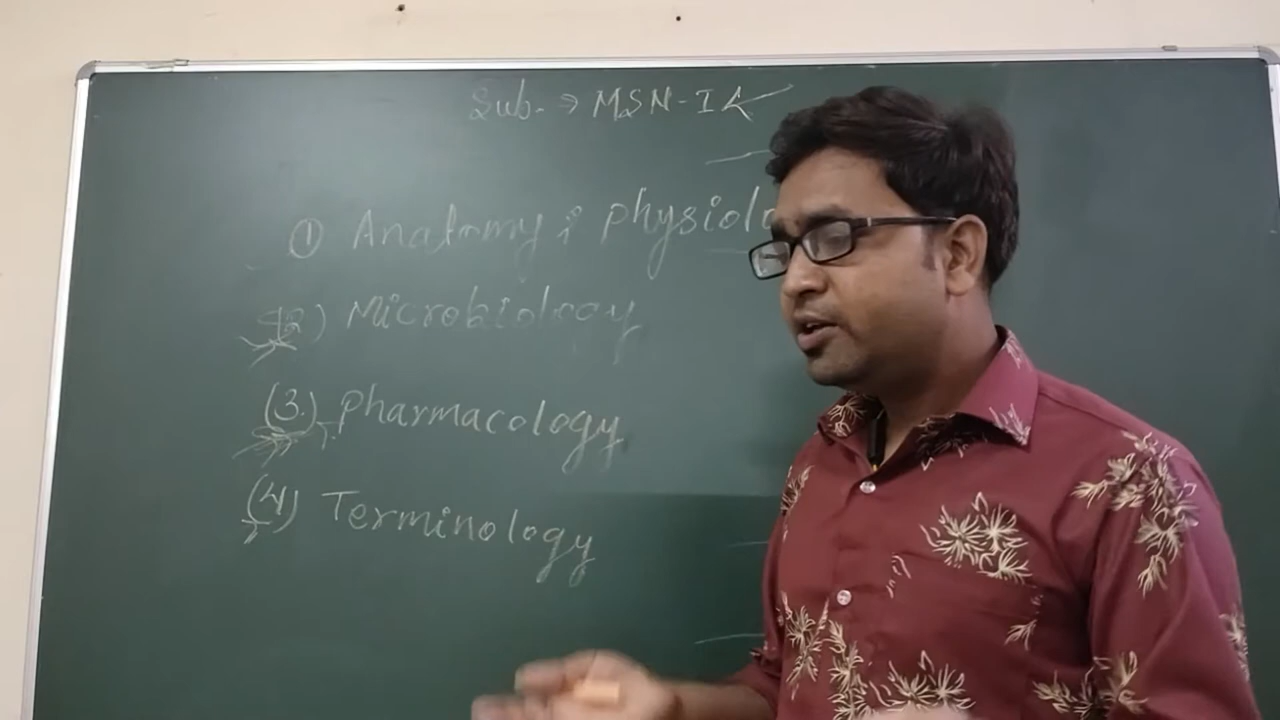 Sub. → MSN-I
① Anatomy & physiolo
(2) Microbiology
(3.) Pharmacology
(4) Terminology